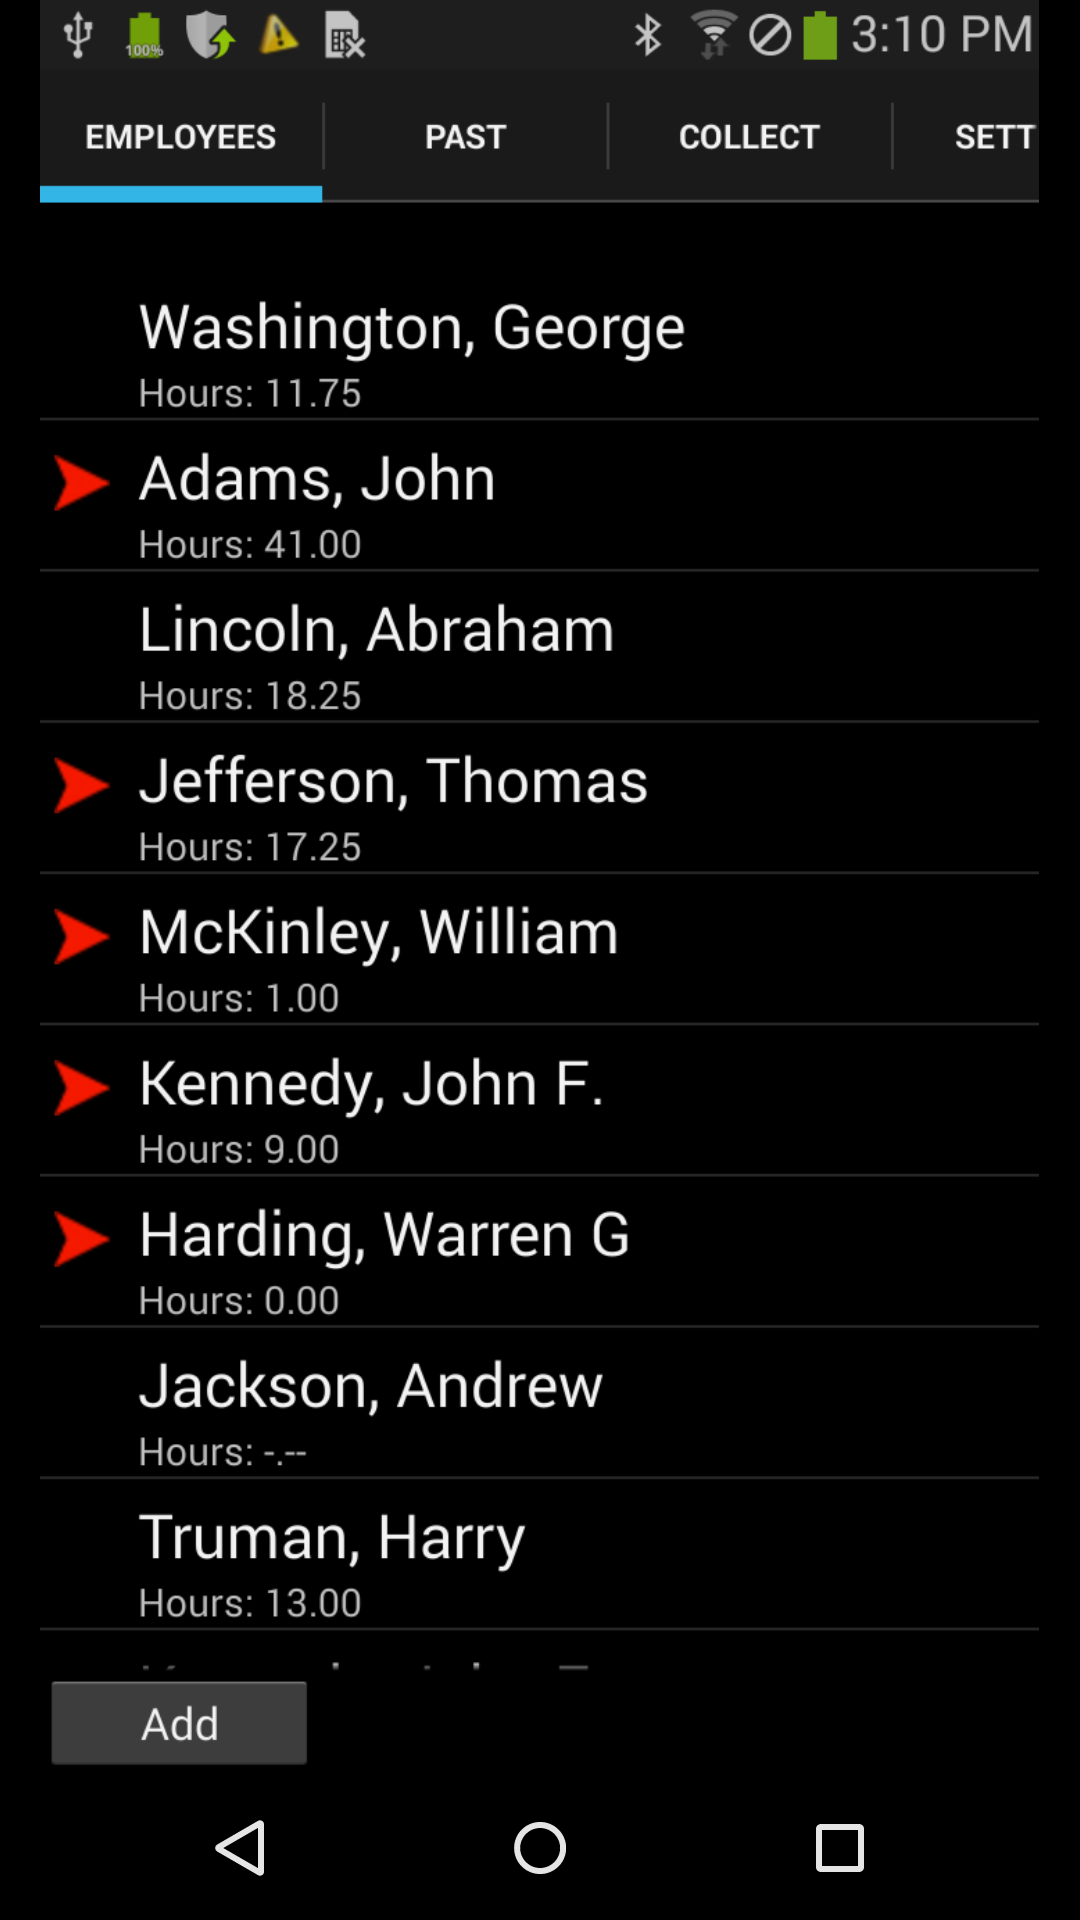 100%
3:10 PM
EMPLOYEES
PAST
COLLECT
SETT
Washington, George
Hours: 11.75
Adams, John
Hours: 41.00
Lincoln, Abraham
Hours: 18.25
Jefferson, Thomas
Hours: 17.25
McKinley, William
Hours: 1.00
Kennedy, John F.
Hours: 9.00
Harding, Warren G
Hours: 0.00
Jackson, Andrew
Hours: -.--
Truman, Harry
Hours: 13.00
Add